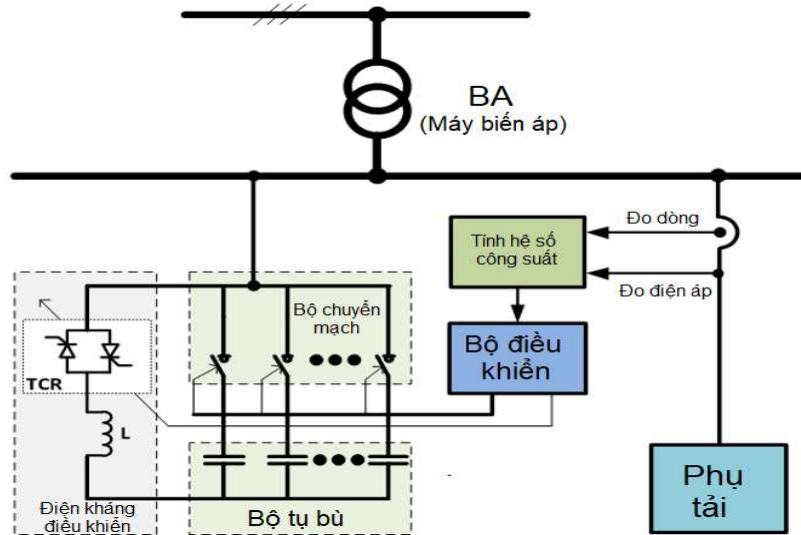 BA
(Máy biến áp)
Đo dòng
Tính hệ số
công suất
Đo điện áp
Bộ chuyển
mạch
Bộ điều
khiển
TCR
L
Phụ
tải
Điện kháng
điều khiển
Bộ tụ bù